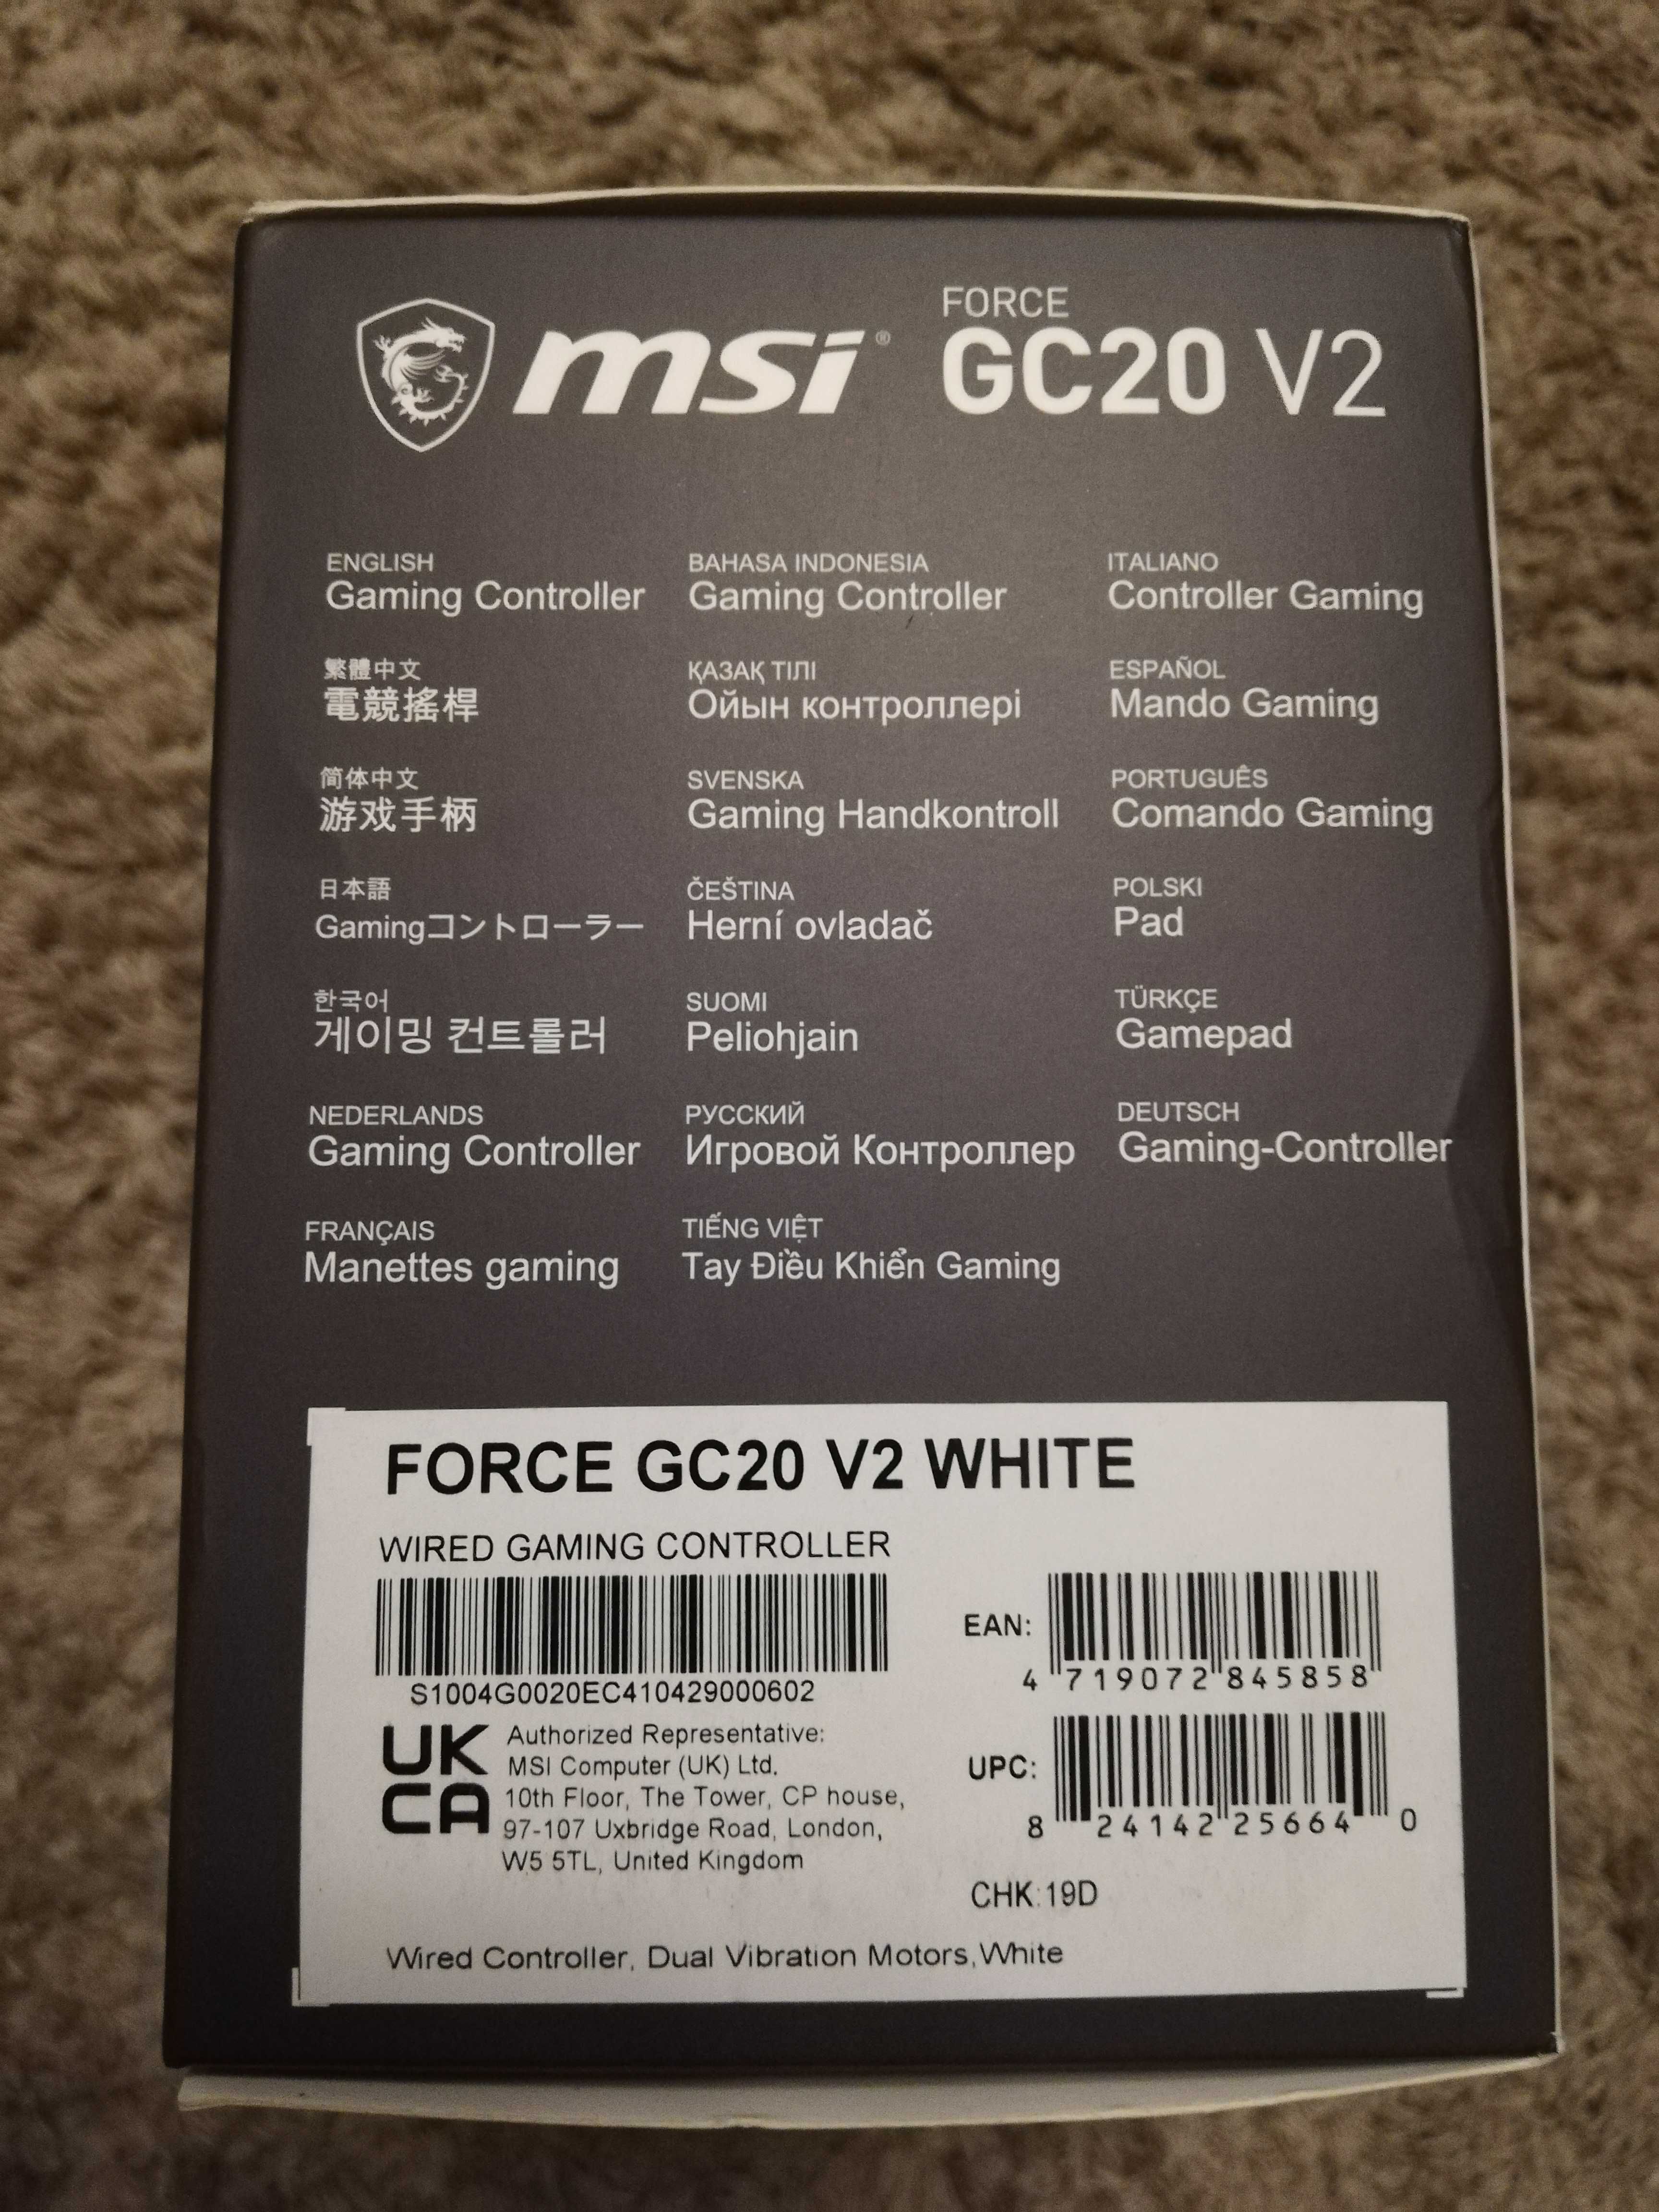 msi® FORCE
GC20 V2
ENGLISH
Gaming Controller
繁體中文
電競搖桿
简体中文
游戏手柄
日本語
Gamingコントローラー
한국어
게이밍 컨트롤러
NEDERLANDS
Gaming Controller
FRANÇAIS
Manettes gaming
BAHASA INDONESIA
Gaming Controller
ҚАЗАҚ ТІЛІ
Ойын контроллері
SVENSKA
Gaming Handkontroll
ČEŠTINA
Herní ovladač
SUOMI
Peliohjain
РУССКИЙ
Игровой Контроллер
TIẾNG VIỆT
Tay Điều Khiển Gaming
ITALIANO
Controller Gaming
ESPAÑOL
Mando Gaming
PORTUGUÊS
Comando Gaming
POLSKI
Pad
TÜRKÇE
Gamepad
DEUTSCH
Gaming-Controller
FORCE GC20 V2 WHITE
WIRED GAMING CONTROLLER
S1004G0020EC410429000602
UK
CA
Authorized Representative:
MSI Computer (UK) Ltd.
10th Floor, The Tower, CP house,
97-107 Uxbridge Road, London,
W5 5TL, United Kingdom
EAN:
4 719072 845858
UPC:
8 24142 25664 0
CHK:19D
Wired Controller, Dual Vibration Motors,White